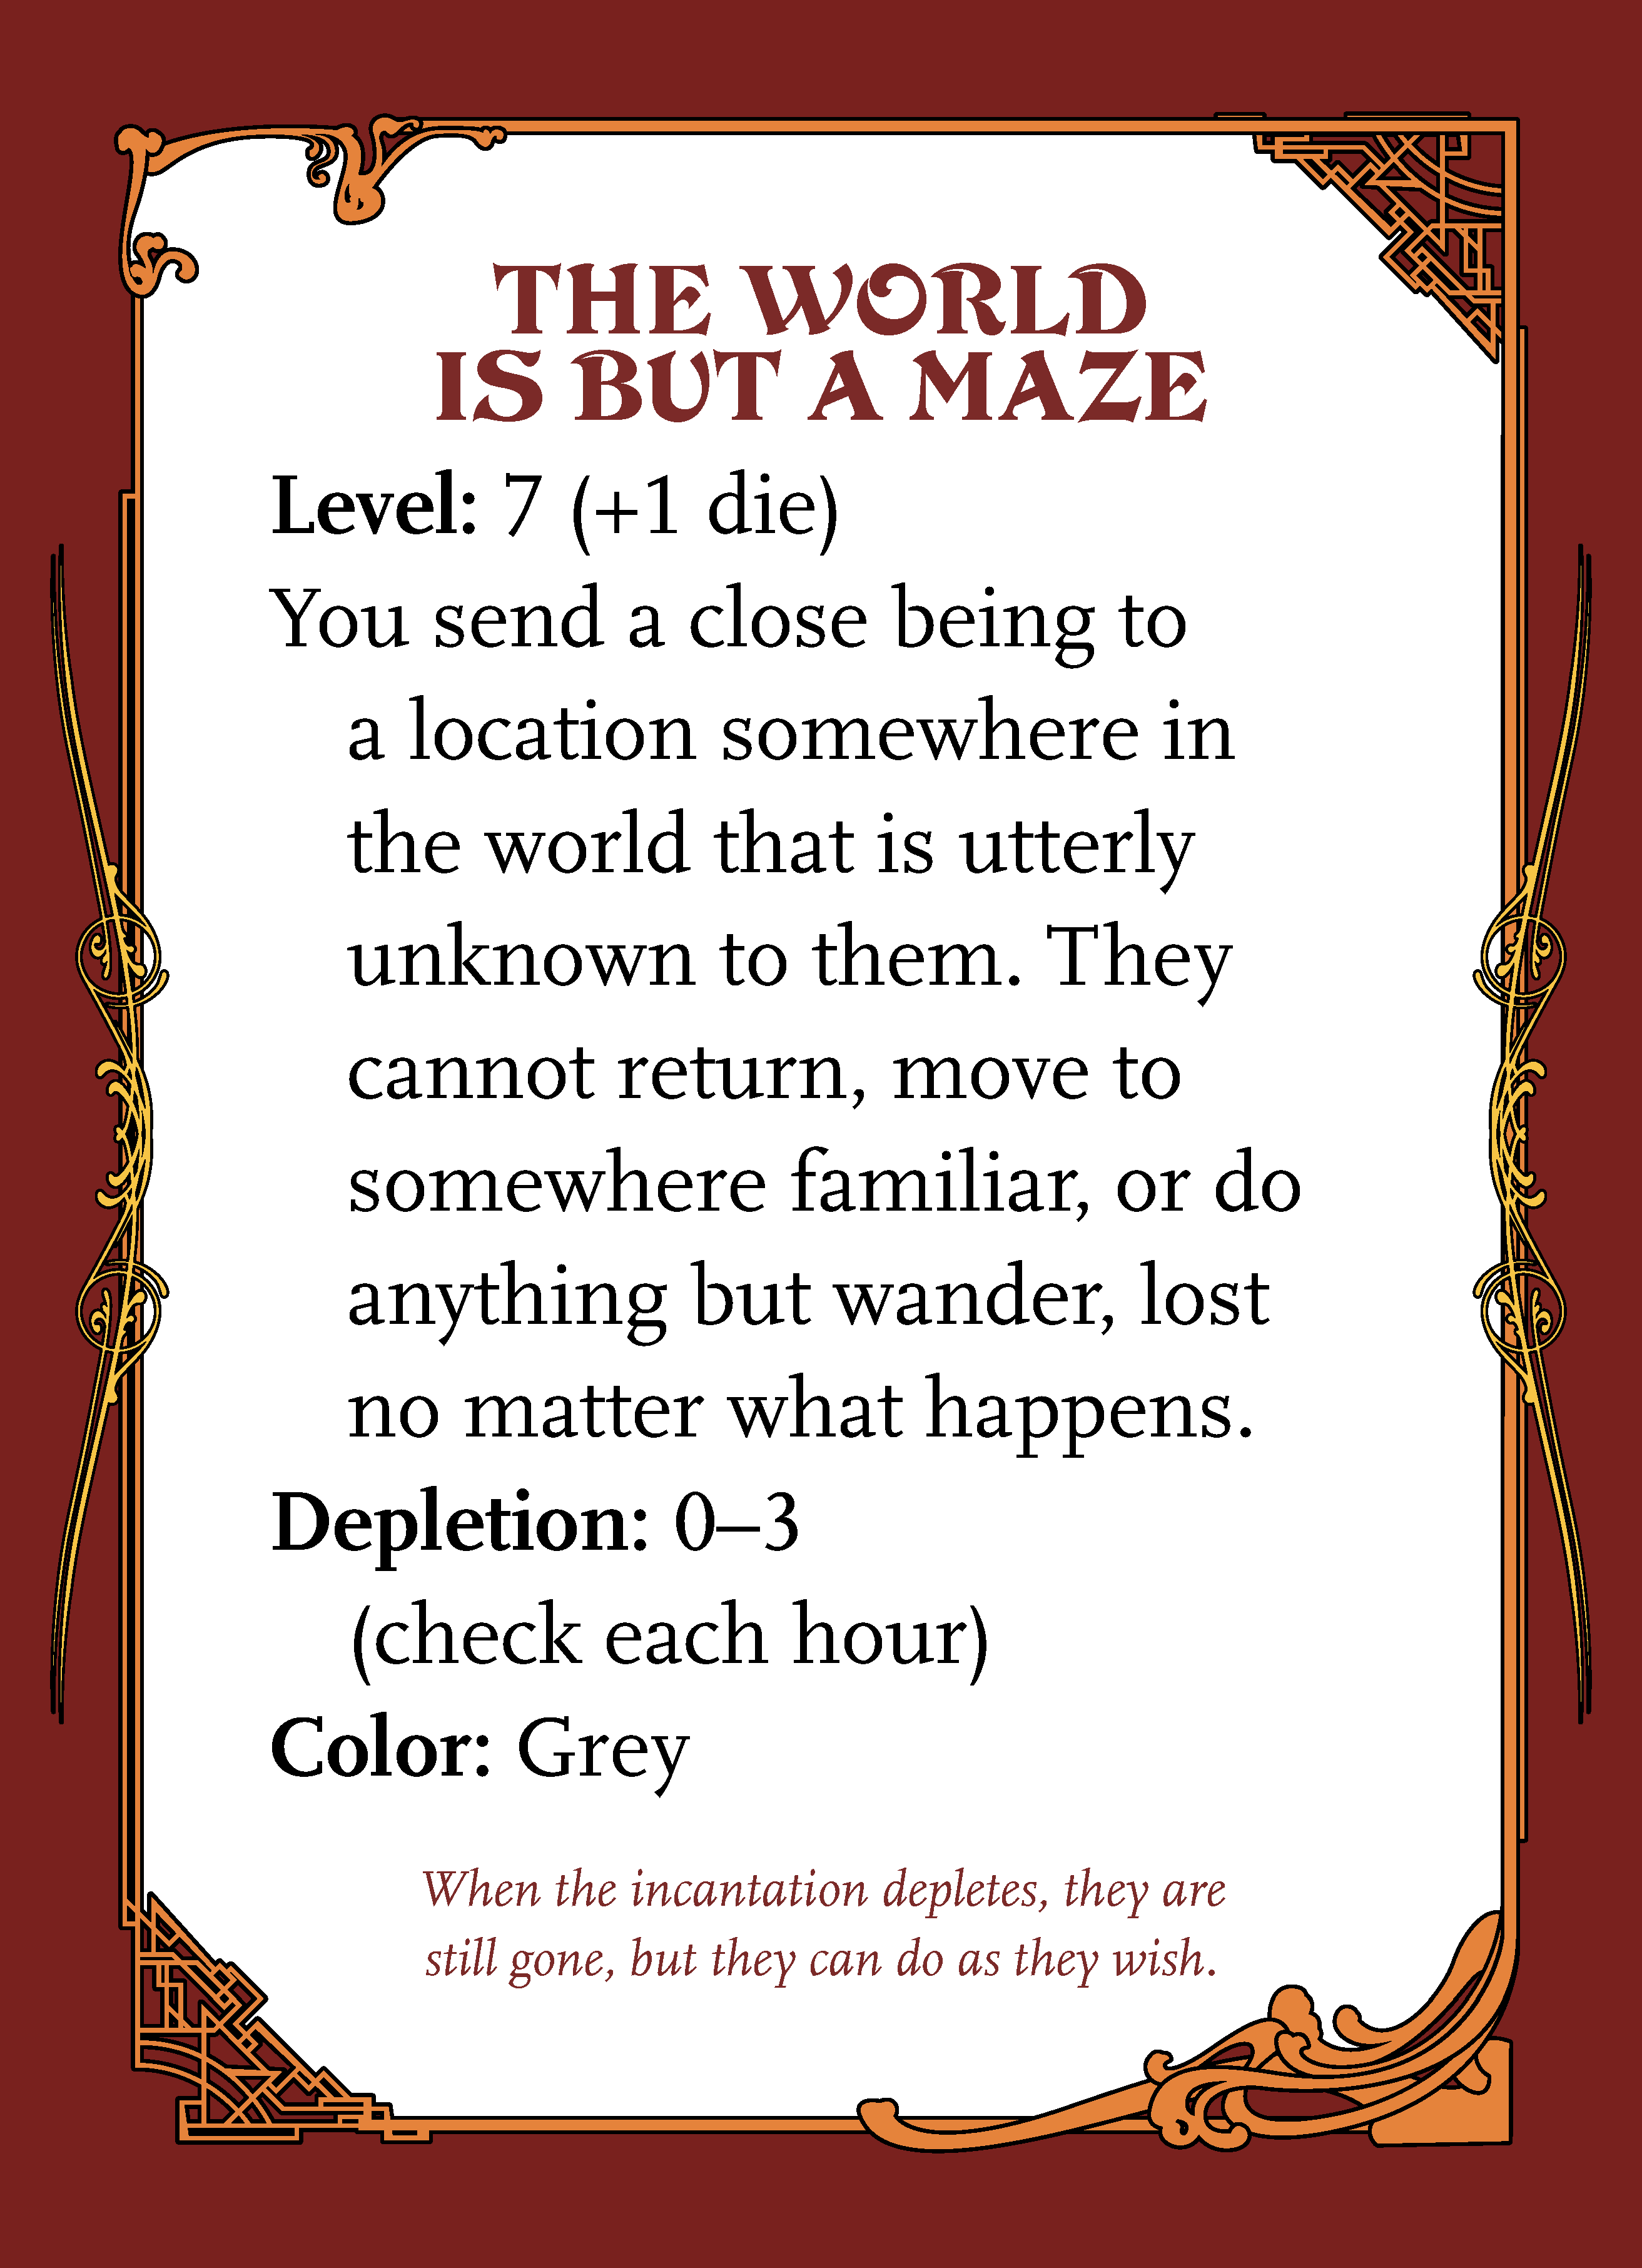 THE WORLD
IS BUT A MAZE
Level: 7 (+1 die)
You send a close being to
a location somewhere in
the world that is utterly
unknown to them. They
cannot return, move to
somewhere familiar, or do
anything but wander, lost
no matter what happens.
Depletion: 0–3
(check each hour)
Color: Grey
When the incantation depletes, they are
still gone, but they can do as they wish.